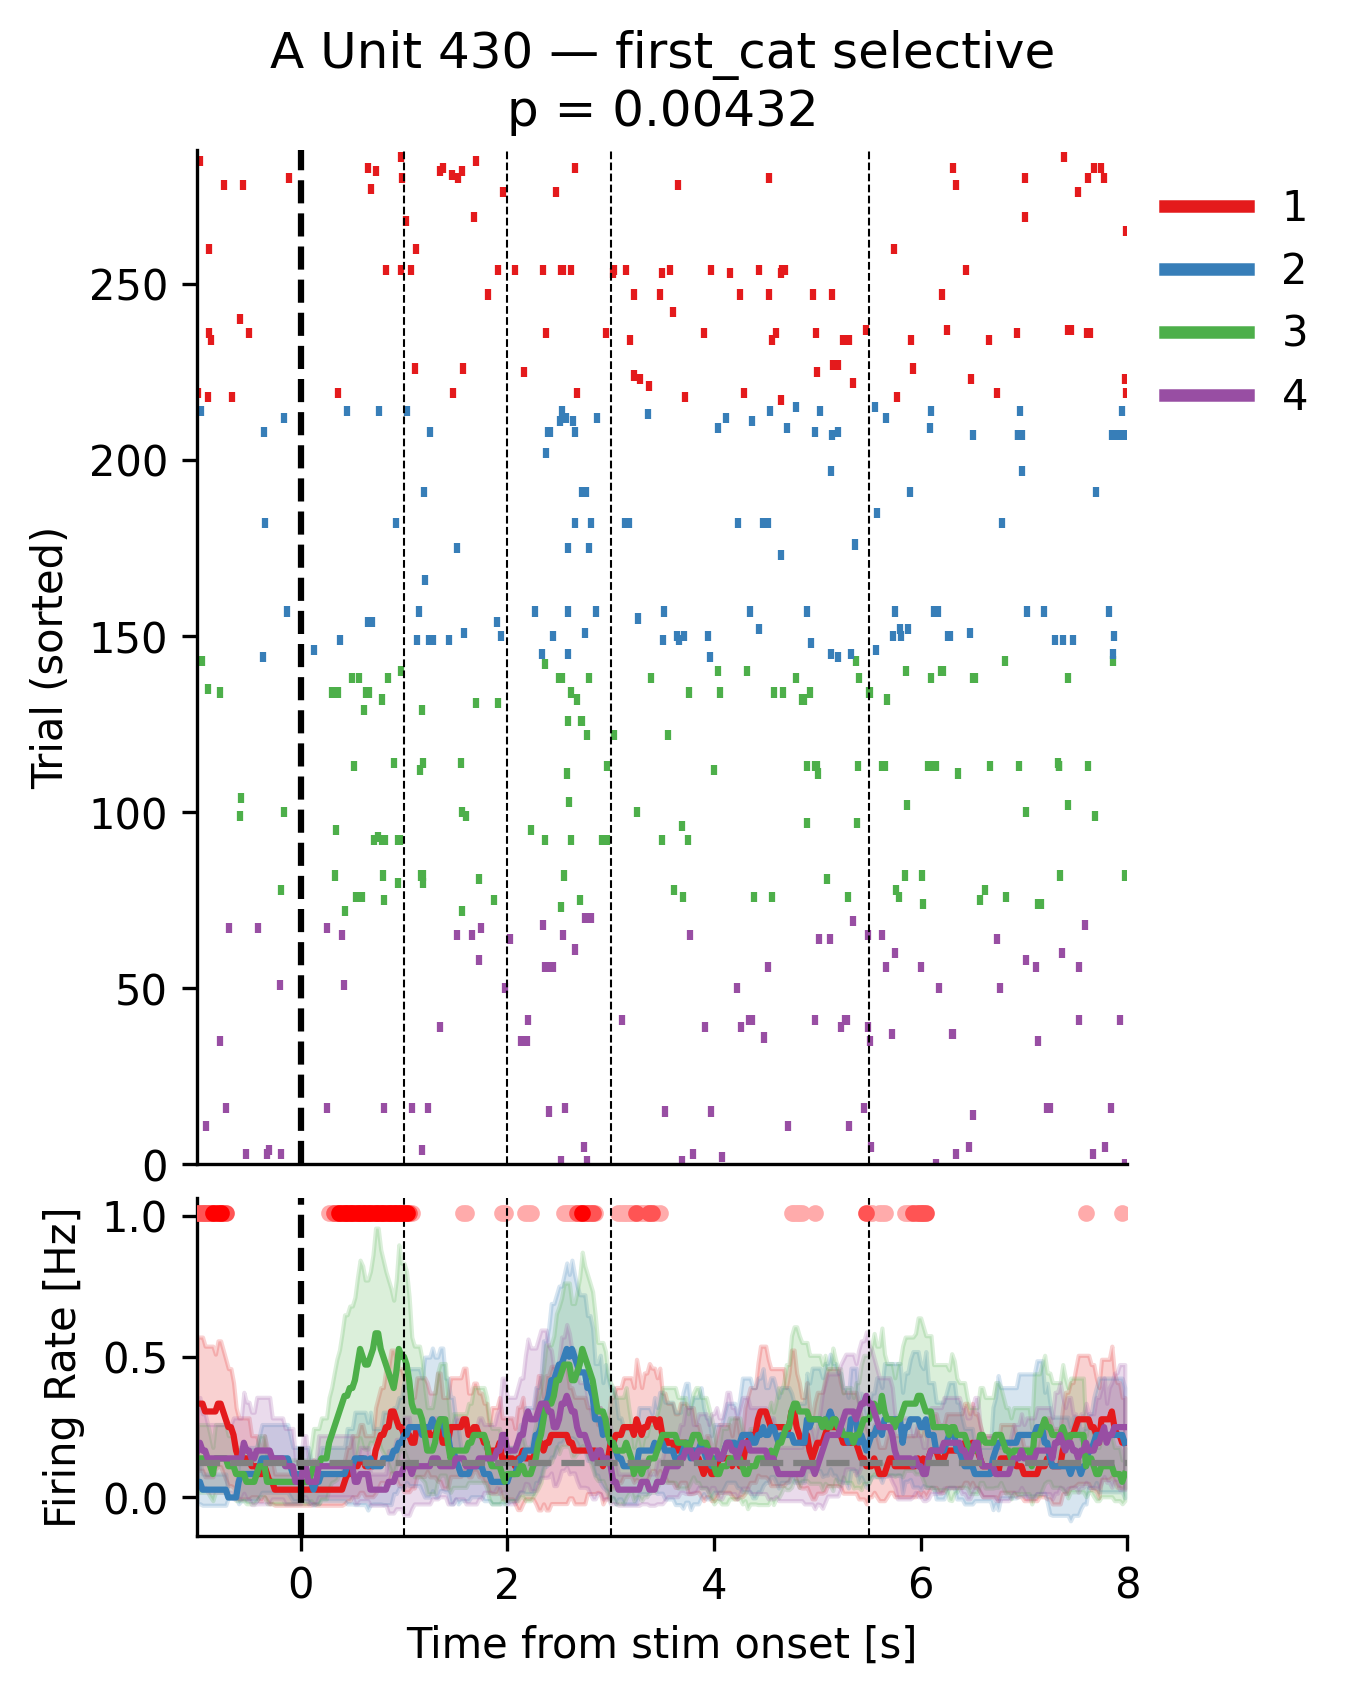 A Unit 430 — first_cat selective
p = 0.00432
1
2
3
4
250
200
150
100
50
0
Trial (sorted)
1.0
0.5
0.0
Firing Rate [Hz]
0 2 4 6 8
Time from stim onset [s]